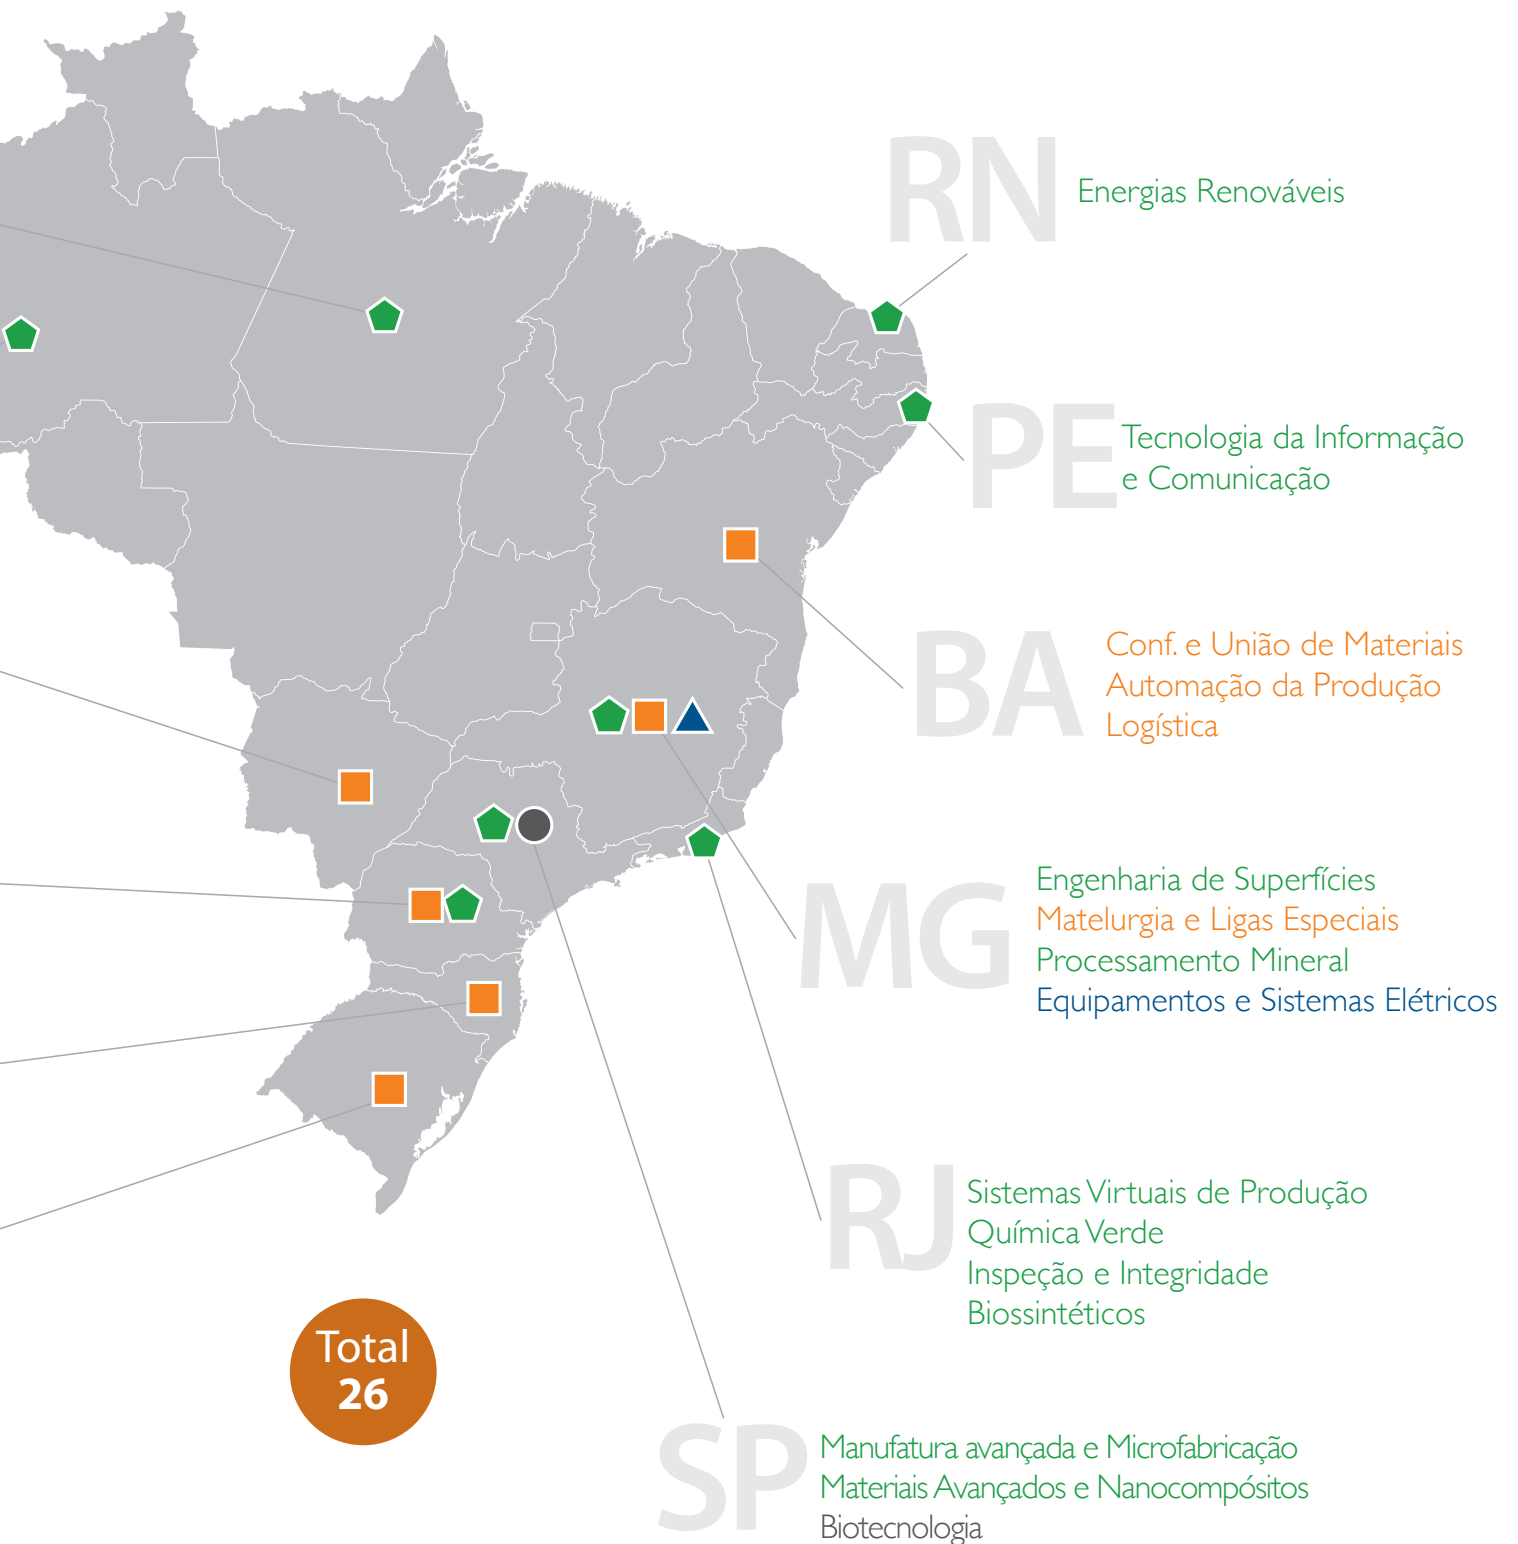 RN
Energias Renováveis
PE
Tecnologia da Informação
e Comunicação
BA
Conf. e União de Materiais
Automação da Produção
Logística
MG
Engenharia de Superfícies
Matelurgia e Ligas Especiais
Processamento Mineral
Equipamentos e Sistemas Elétricos
RJ
Sistemas Virtuais de Produção
Química Verde
Inspeção e Integridade
Biossintéticos
Total
26
SP
Manufatura avançada e Microfabricação
Materiais Avançados e Nanocompósitos
Biotecnologia